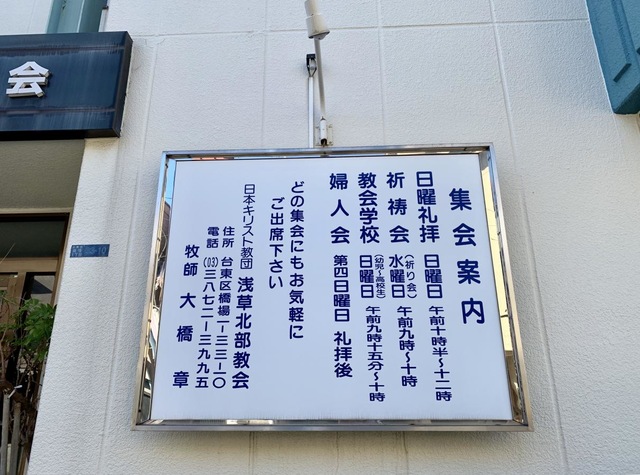 会
集会案内
日曜礼拝 日曜日 午前十時半〜十二時
祈祷会(祈り会) 水曜日 午前九時〜十時
教会学校(幼児〜高校生) 日曜日 午前九時十五分〜十時
婦人会 第四日曜日 礼拝後
どの集会にもお気軽に
ご出席下さい
日本キリスト教団 浅草北部教会
住所 台東区橋場一ー三三ー一〇
電話 (03)三八七二ー三九九五
牧師 大橋 章